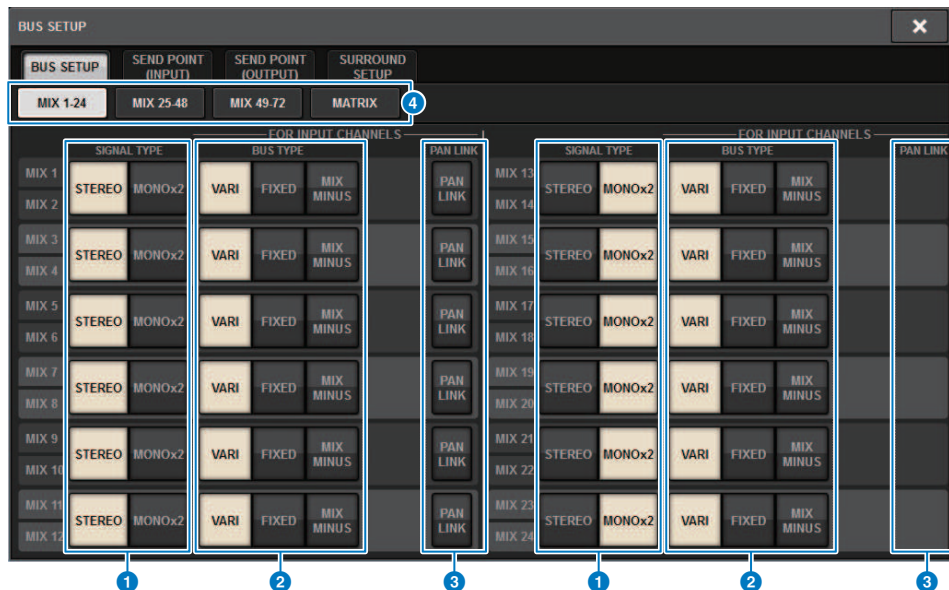 BUS SETUP
BUS SETUP
SEND POINT (INPUT)
SEND POINT (OUTPUT)
SURROUND SETUP
MIX 1-24 MIX 25-48 MIX 49-72 MATRIX 4
FOR INPUT CHANNELS FOR INPUT CHANNELS
SIGNAL TYPE BUS TYPE PAN LINK SIGNAL TYPE BUS TYPE PAN LINK
MIX 1 MIX 2 STEREO MONOx2 VARI FIXED MIX MINUS PAN LINK MIX 13 MIX 14 STEREO MONOx2 VARI FIXED MIX MINUS
MIX 3 MIX 4 STEREO MONOx2 VARI FIXED MIX MINUS PAN LINK MIX 15 MIX 16 STEREO MONOx2 VARI FIXED MIX MINUS
MIX 5 MIX 6 STEREO MONOx2 VARI FIXED MIX MINUS PAN LINK MIX 17 MIX 18 STEREO MONOx2 VARI FIXED MIX MINUS
MIX 7 MIX 8 STEREO MONOx2 VARI FIXED MIX MINUS PAN LINK MIX 19 MIX 20 STEREO MONOx2 VARI FIXED MIX MINUS
MIX 9 MIX 10 STEREO MONOx2 VARI FIXED MIX MINUS PAN LINK MIX 21 MIX 22 STEREO MONOx2 VARI FIXED MIX MINUS
MIX 11 MIX 12 STEREO MONOx2 VARI FIXED MIX MINUS PAN LINK MIX 23 MIX 24 STEREO MONOx2 VARI FIXED MIX MINUS
1 2 3 1 2 3